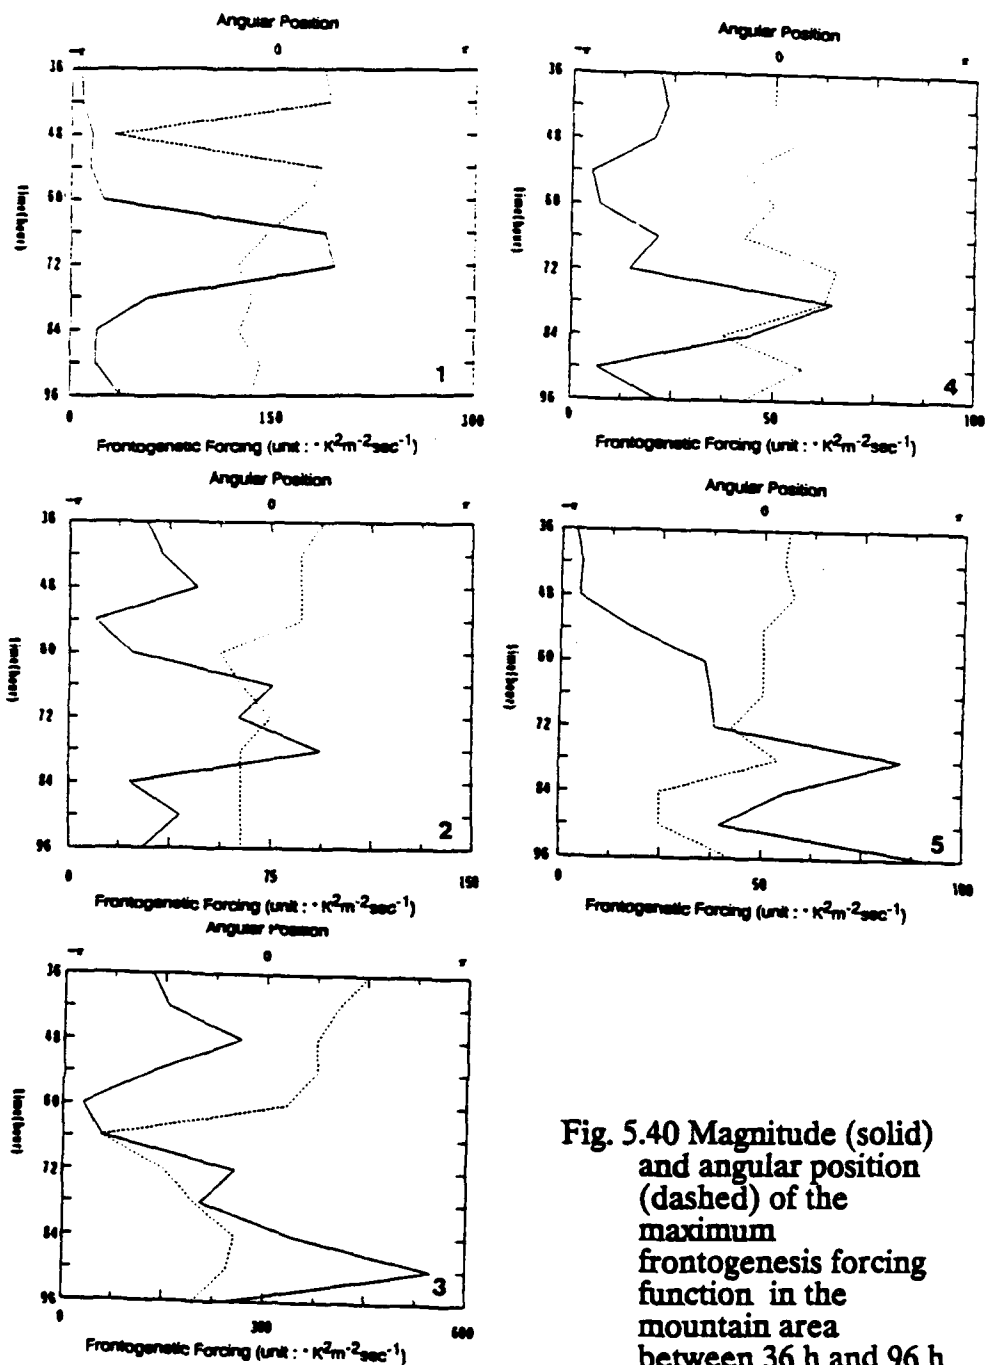 Angular Position
-π 0 π
36
48
60
72
84
96
time(hour)
1
0 150 300
Frontogenetic Forcing (unit : ° K²m⁻²sec⁻¹)
Angular Position
-π 0 π
36
48
60
72
84
96
time(hour)
2
0 75 150
Frontogenetic Forcing (unit : ° K²m⁻²sec⁻¹)
Angular Position
-π 0 π
36
48
60
72
84
96
time(hour)
3
0 300 600
Frontogenetic Forcing (unit : ° K²m⁻²sec⁻¹)
Angular Position
-π 0 π
36
48
60
72
84
96
time(hour)
4
0 50 100
Frontogenetic Forcing (unit : ° K²m⁻²sec⁻¹)
Angular Position
-π 0 π
36
48
60
72
84
96
time(hour)
5
0 50 100
Frontogenetic Forcing (unit : ° K²m⁻²sec⁻¹)
Fig. 5.40 Magnitude (solid)
and angular position
(dashed) of the
maximum
frontogenesis forcing
function in the
mountain area
between 36 h and 96 h